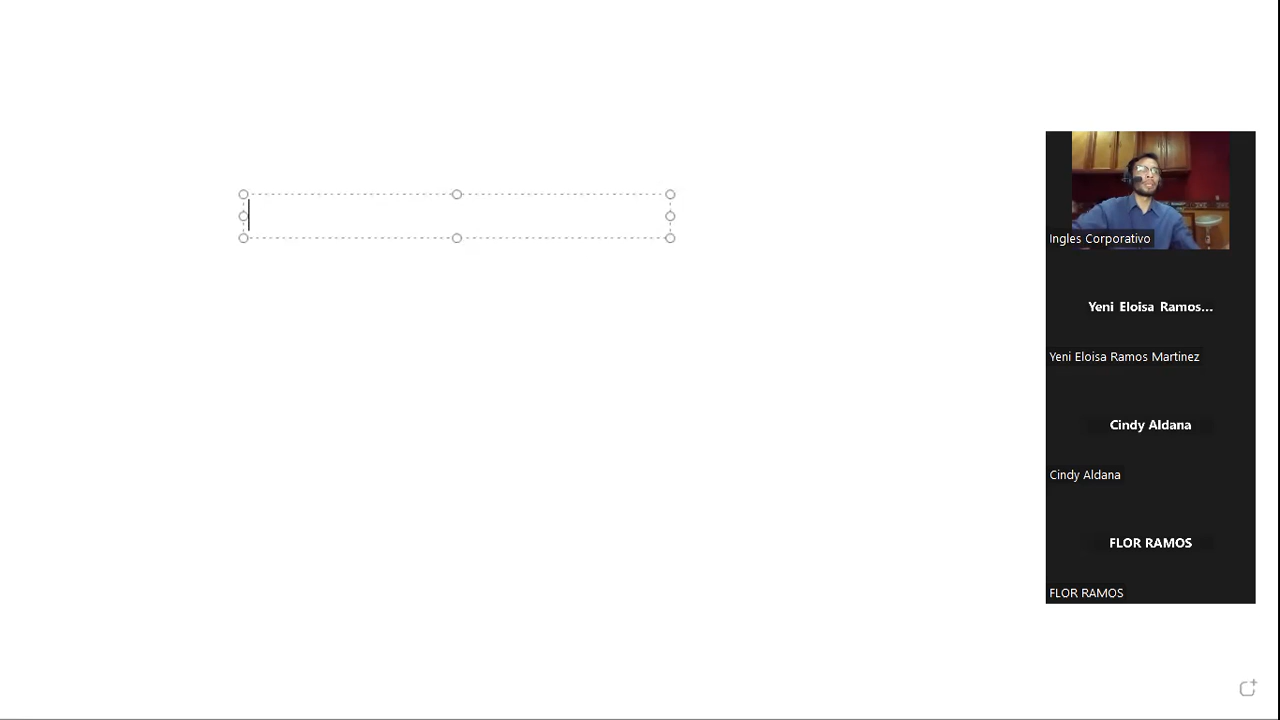 Ingles Corporativo
Yeni Eloisa Ramos...
Yeni Eloisa Ramos Martinez
Cindy Aldana
Cindy Aldana
FLOR RAMOS
FLOR RAMOS